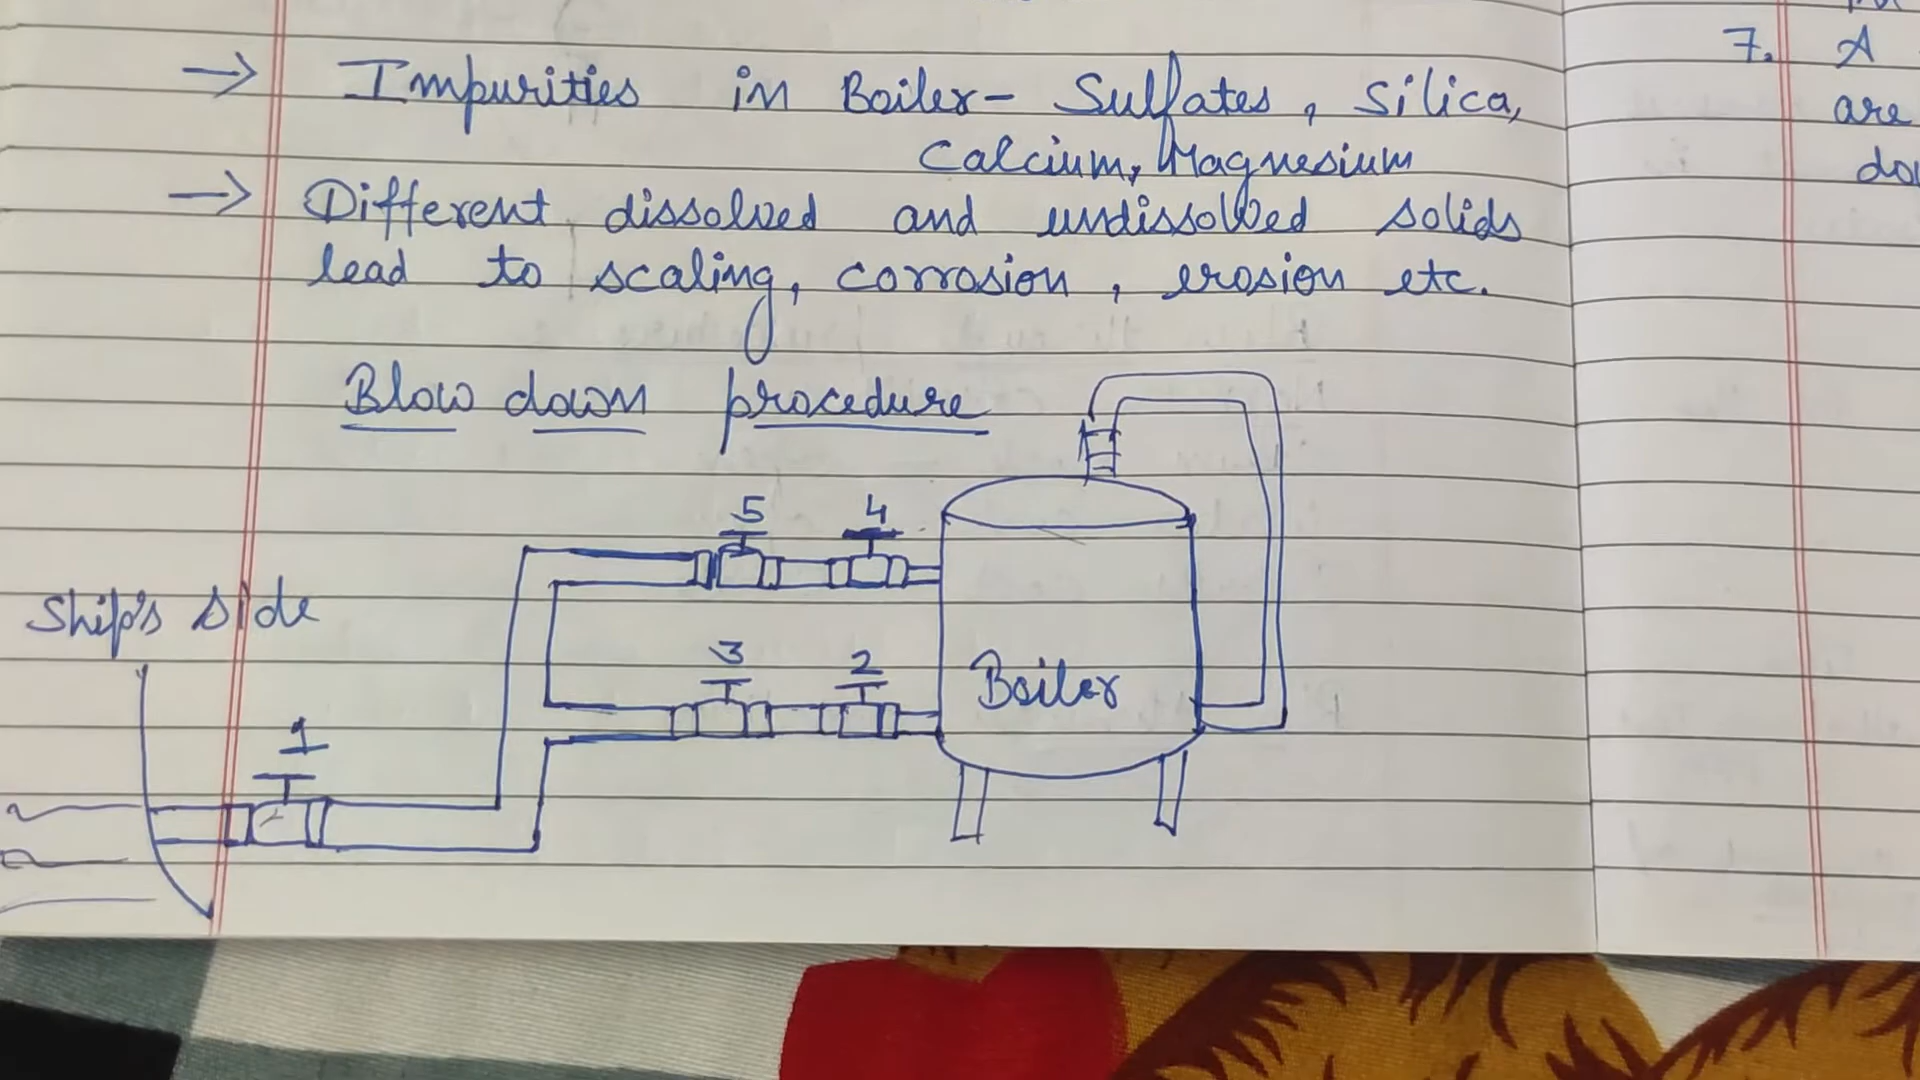 → Impurities in Boiler- Sulfates, Silica,
Calcium, Magnesium
→ Different dissolved and undissolved solids
lead to scaling, corrosion, erosion etc.
Blow down procedure
5 4
Ship's side
3 2
Boiler
1
7. A
are